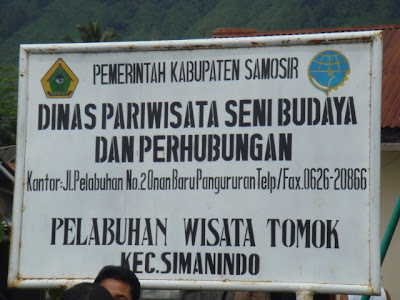 PEMERINTAH KABUPATEN SAMOSIR
DINAS PARIWISATA SENI BUDAYA
DAN PERHUBUNGAN
Kantor-Jl.Pelabuhan No.2 Onan Baru Pangururan Telp/Fax.0626-20866
PELABUHAN WISATA TOMOK
KEC.SIMANINDO